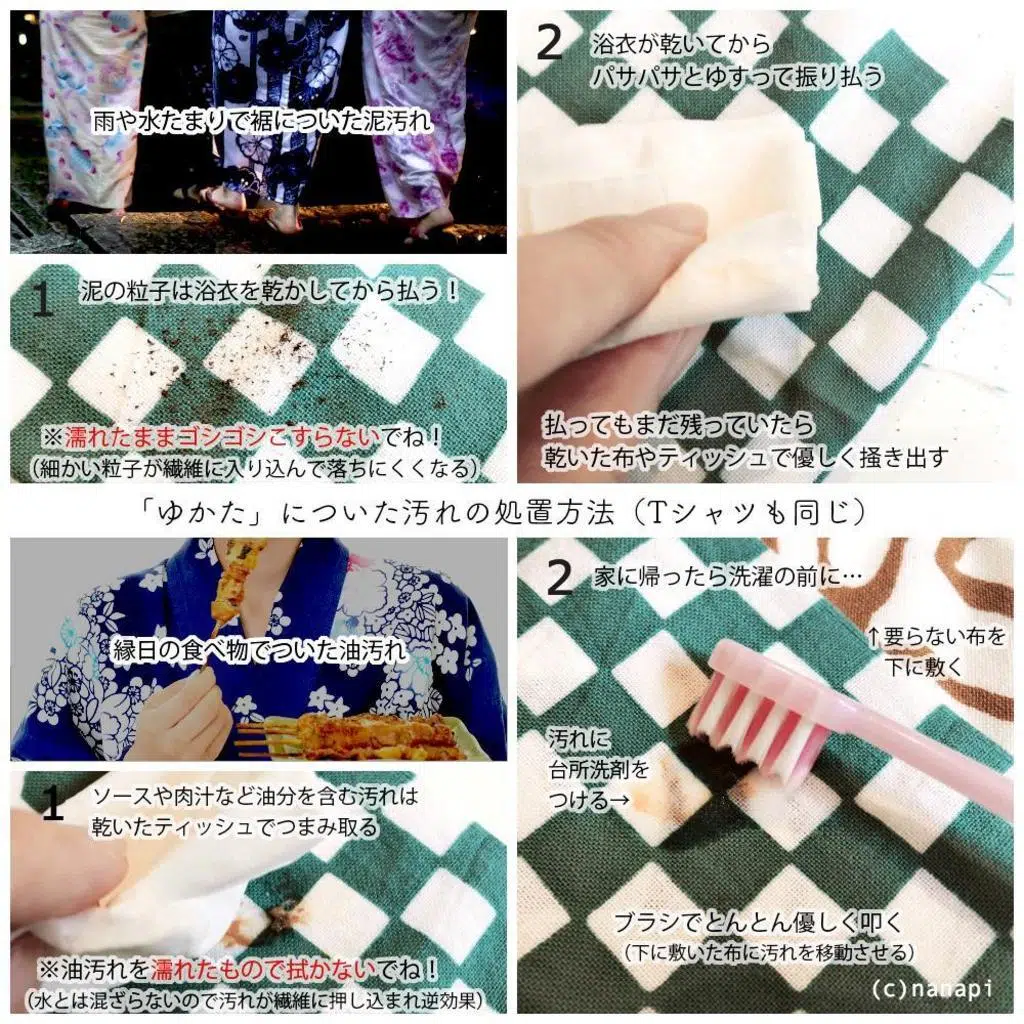 雨や水たまりで裾についた泥汚れ
1
泥の粒子は浴衣を乾かしてから払う！
※濡れたままゴシゴシこすらないでね！
（細かい粒子が繊維に入り込んで落ちにくくなる）
2
浴衣が乾いてから
パサパサとゆすって振り払う
払ってもまだ残っていたら
乾いた布やティッシュで優しく掻き出す
「ゆかた」についた汚れの処置方法（Tシャツも同じ）
縁日の食べ物でついた油汚れ
1
ソースや肉汁など油分を含む汚れは
乾いたティッシュでつまみ取る
※油汚れを濡れたもので拭かないでね！
（水とは混ざらないので汚れが繊維に押し込まれ逆効果）
2
家に帰ったら洗濯の前に…
↑要らない布を
下に敷く
汚れに
台所洗剤を
つける→
ブラシでとんとん優しく叩く
（下に敷いた布に汚れを移動させる）
(c)nanapi